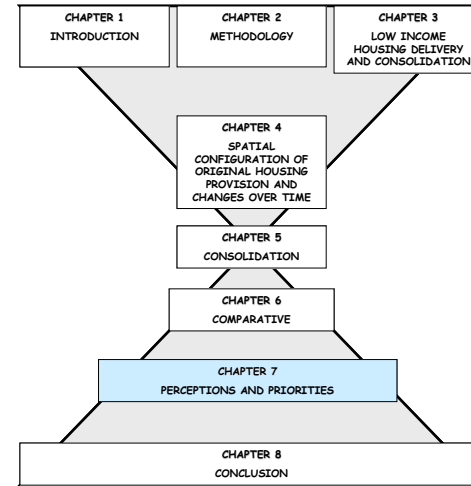 CHAPTER 1
INTRODUCTION
CHAPTER 2
METHODOLOGY
CHAPTER 3
LOW INCOME
HOUSING DELIVERY
AND CONSOLIDATION
CHAPTER 4
SPATIAL
CONFIGURATION OF
ORIGINAL HOUSING
PROVISION AND
CHANGES OVER TIME
CHAPTER 5
CONSOLIDATION
CHAPTER 6
COMPARATIVE
CHAPTER 7
PERCEPTIONS AND PRIORITIES
CHAPTER 8
CONCLUSION